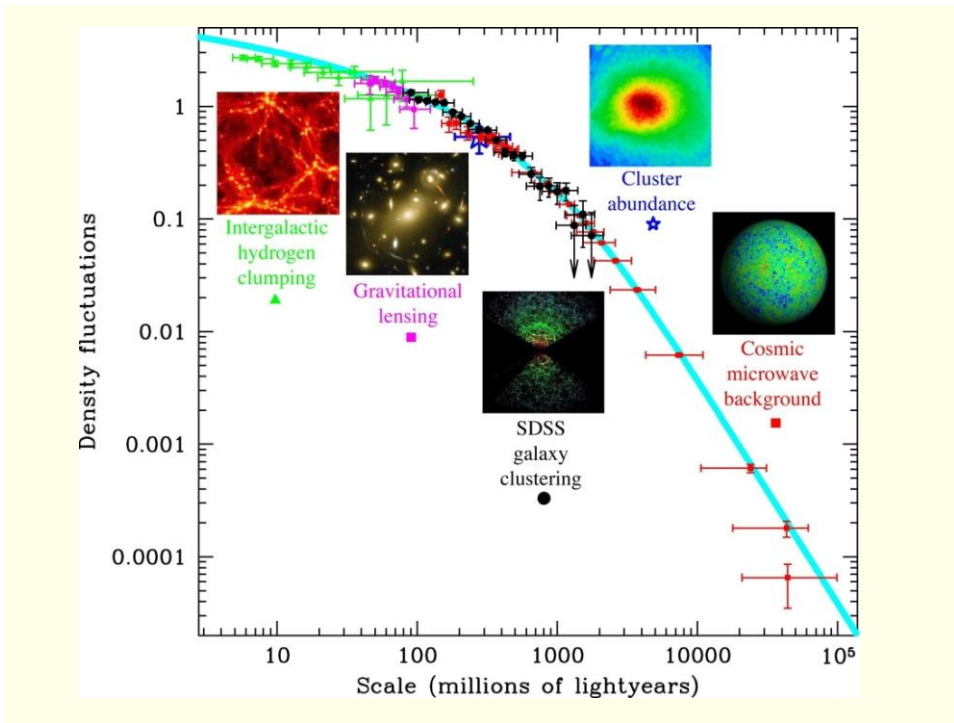 Density fluctuations
1
0.1
0.01
0.001
0.0001
Intergalactic
hydrogen
clumping
Gravitational
lensing
SDSS
galaxy
clustering
Cluster
abundance
Cosmic
microwave
background
10
100
1000
10000
10⁵
Scale (millions of lightyears)